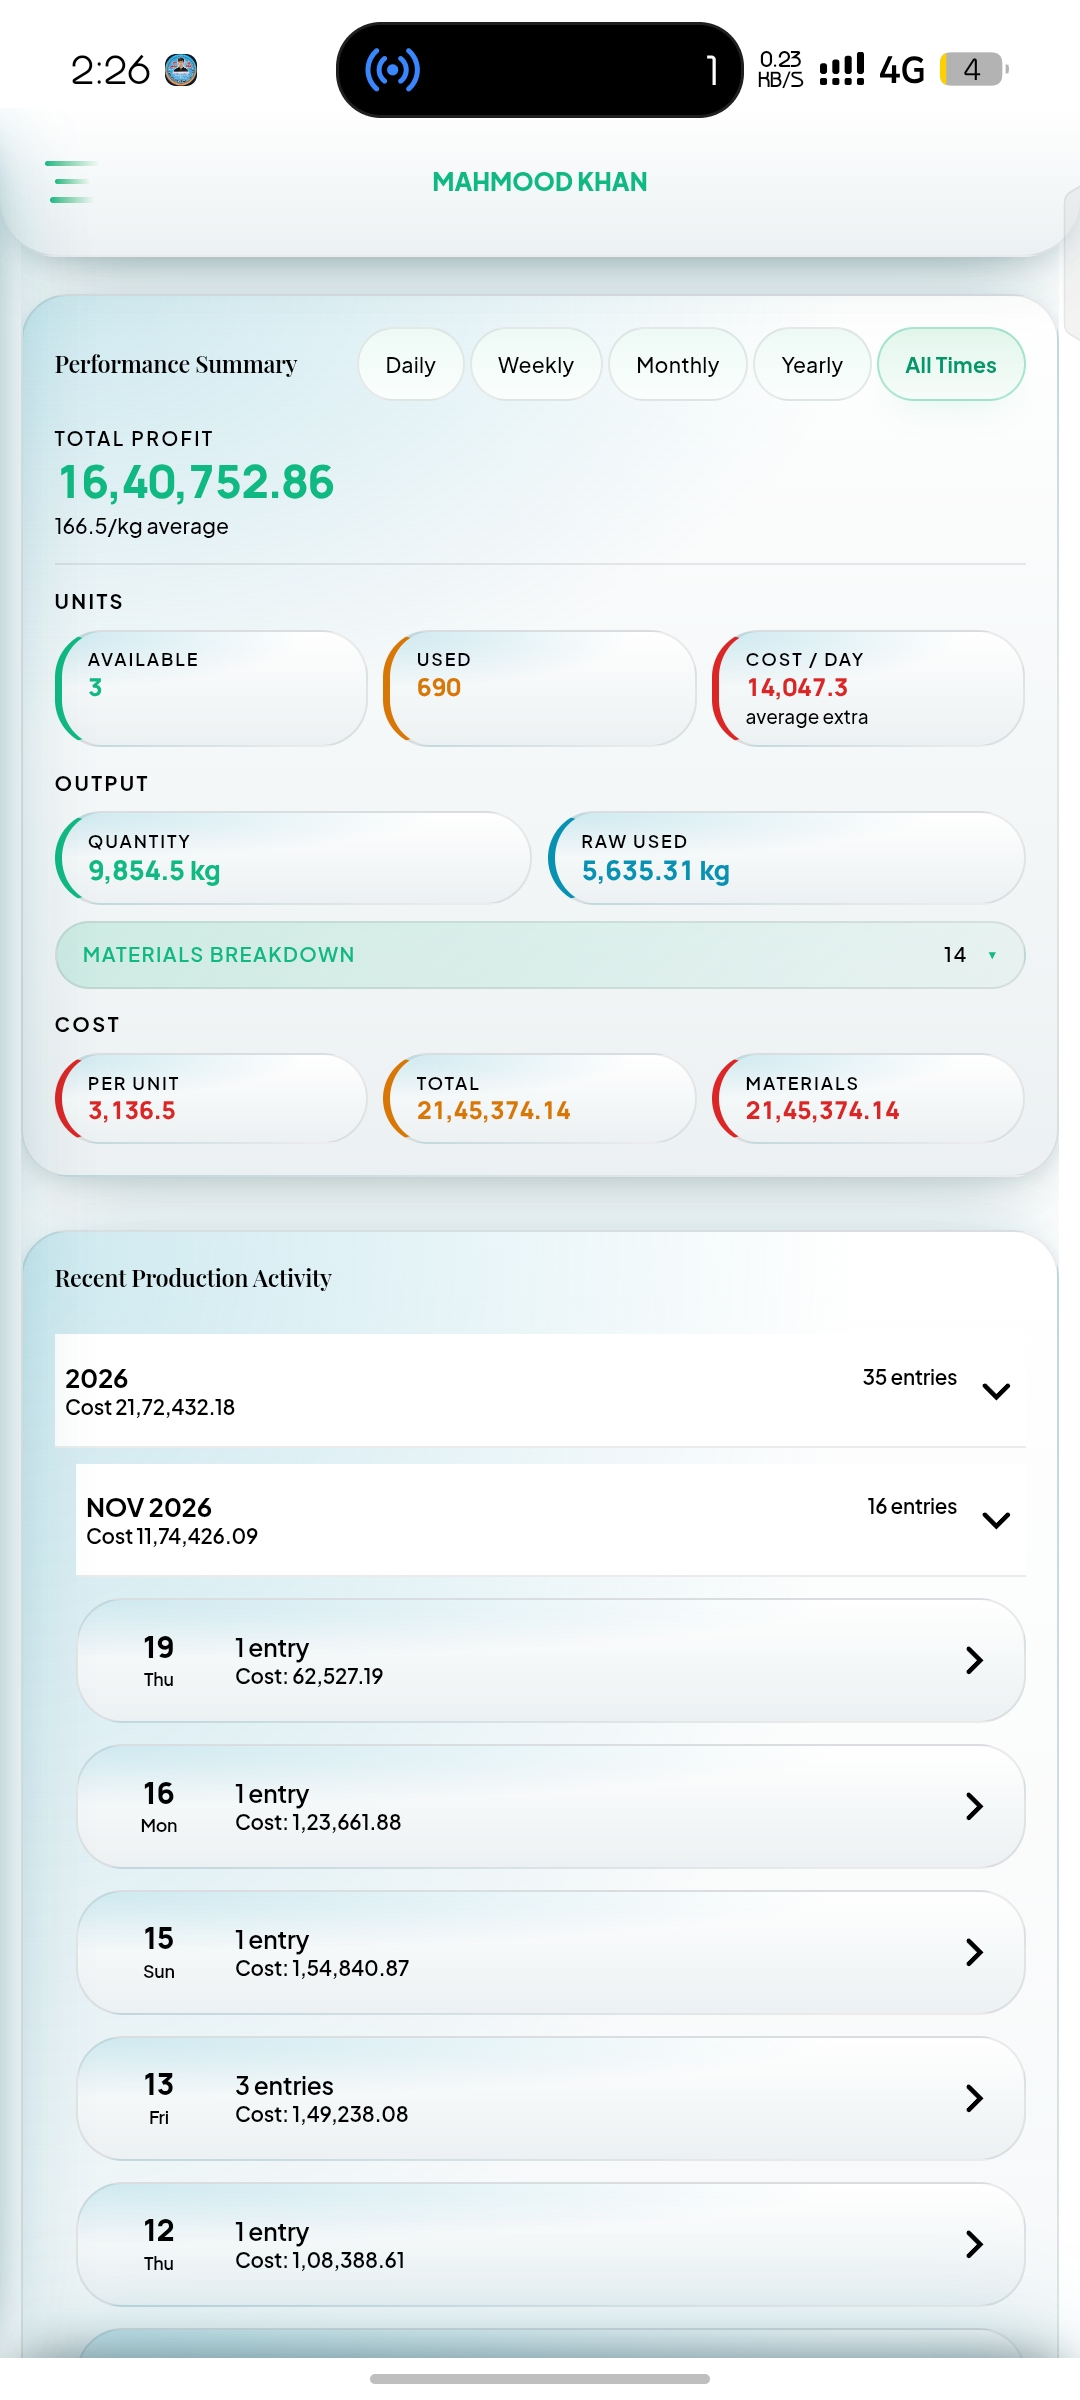 2:26
1
0.23
KB/S
4G
4
MAHMOOD KHAN
Performance Summary
Daily
Weekly
Monthly
Yearly
All Times
TOTAL PROFIT
16,40,752.86
166.5/kg average
UNITS
AVAILABLE
3
USED
690
COST / DAY
14,047.3
average extra
OUTPUT
QUANTITY
9,854.5 kg
RAW USED
5,635.31 kg
MATERIALS BREAKDOWN 14
COST
PER UNIT
3,136.5
TOTAL
21,45,374.14
MATERIALS
21,45,374.14
Recent Production Activity
2026
35 entries
Cost 21,72,432.18
NOV 2026
16 entries
Cost 11,74,426.09
19
Thu
1 entry
Cost: 62,527.19
16
Mon
1 entry
Cost: 1,23,661.88
15
Sun
1 entry
Cost: 1,54,840.87
13
Fri
3 entries
Cost: 1,49,238.08
12
Thu
1 entry
Cost: 1,08,388.61